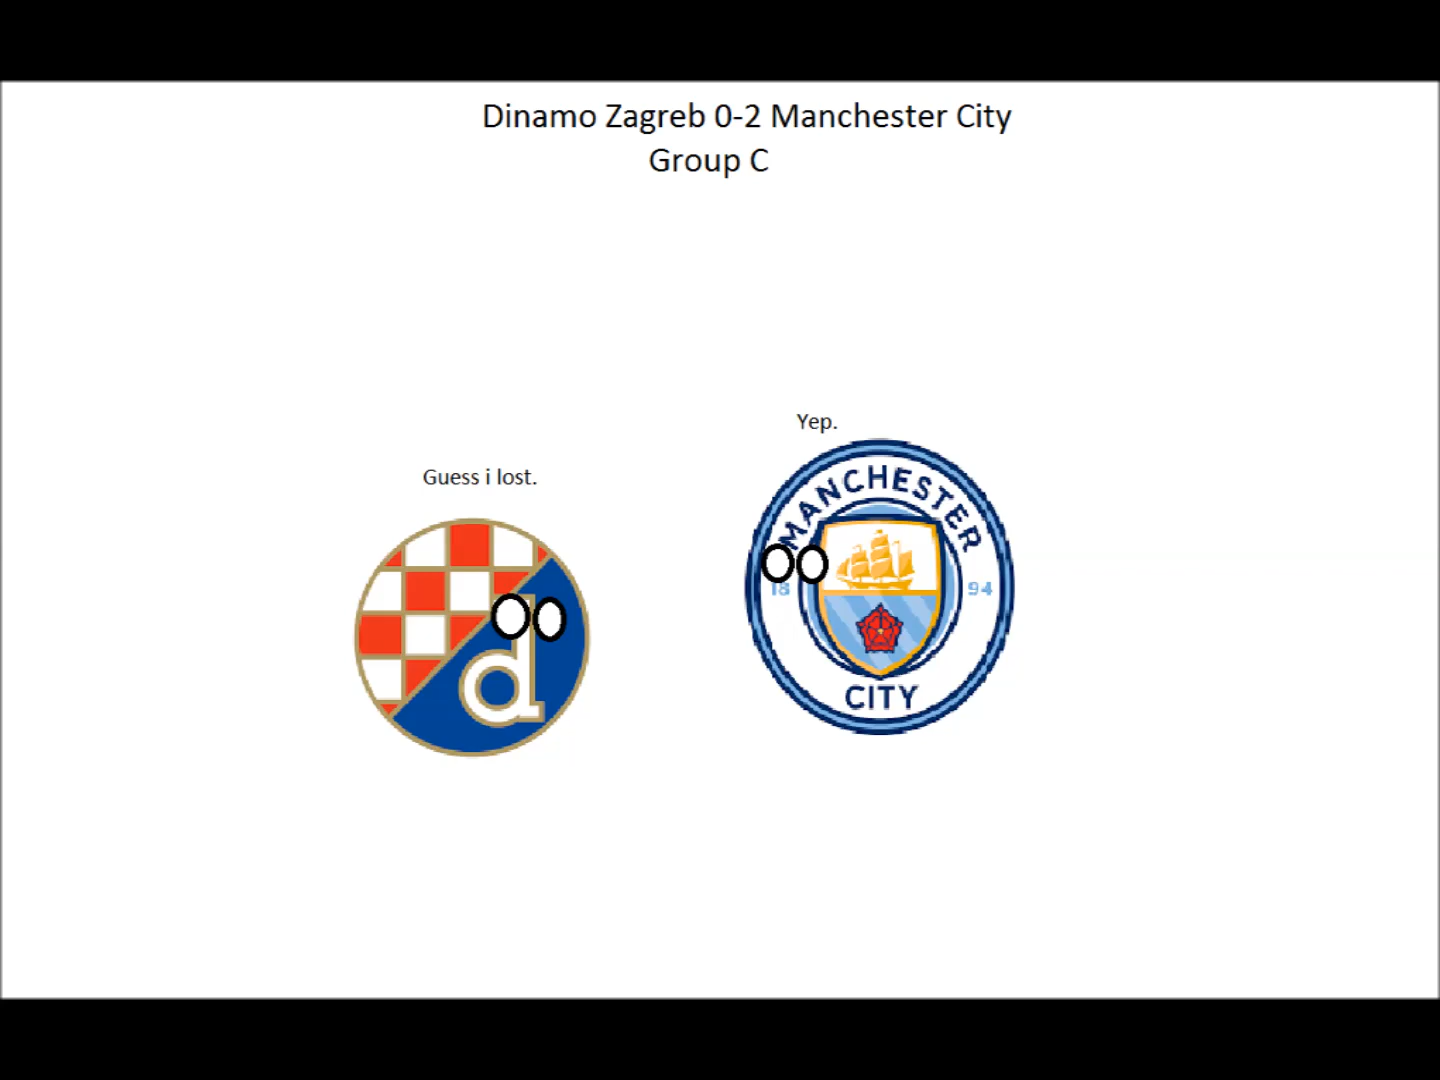 Dinamo Zagreb 0-2 Manchester City
Group C
Yep.
Guess i lost.
MANCHESTER
18 94
CITY
d